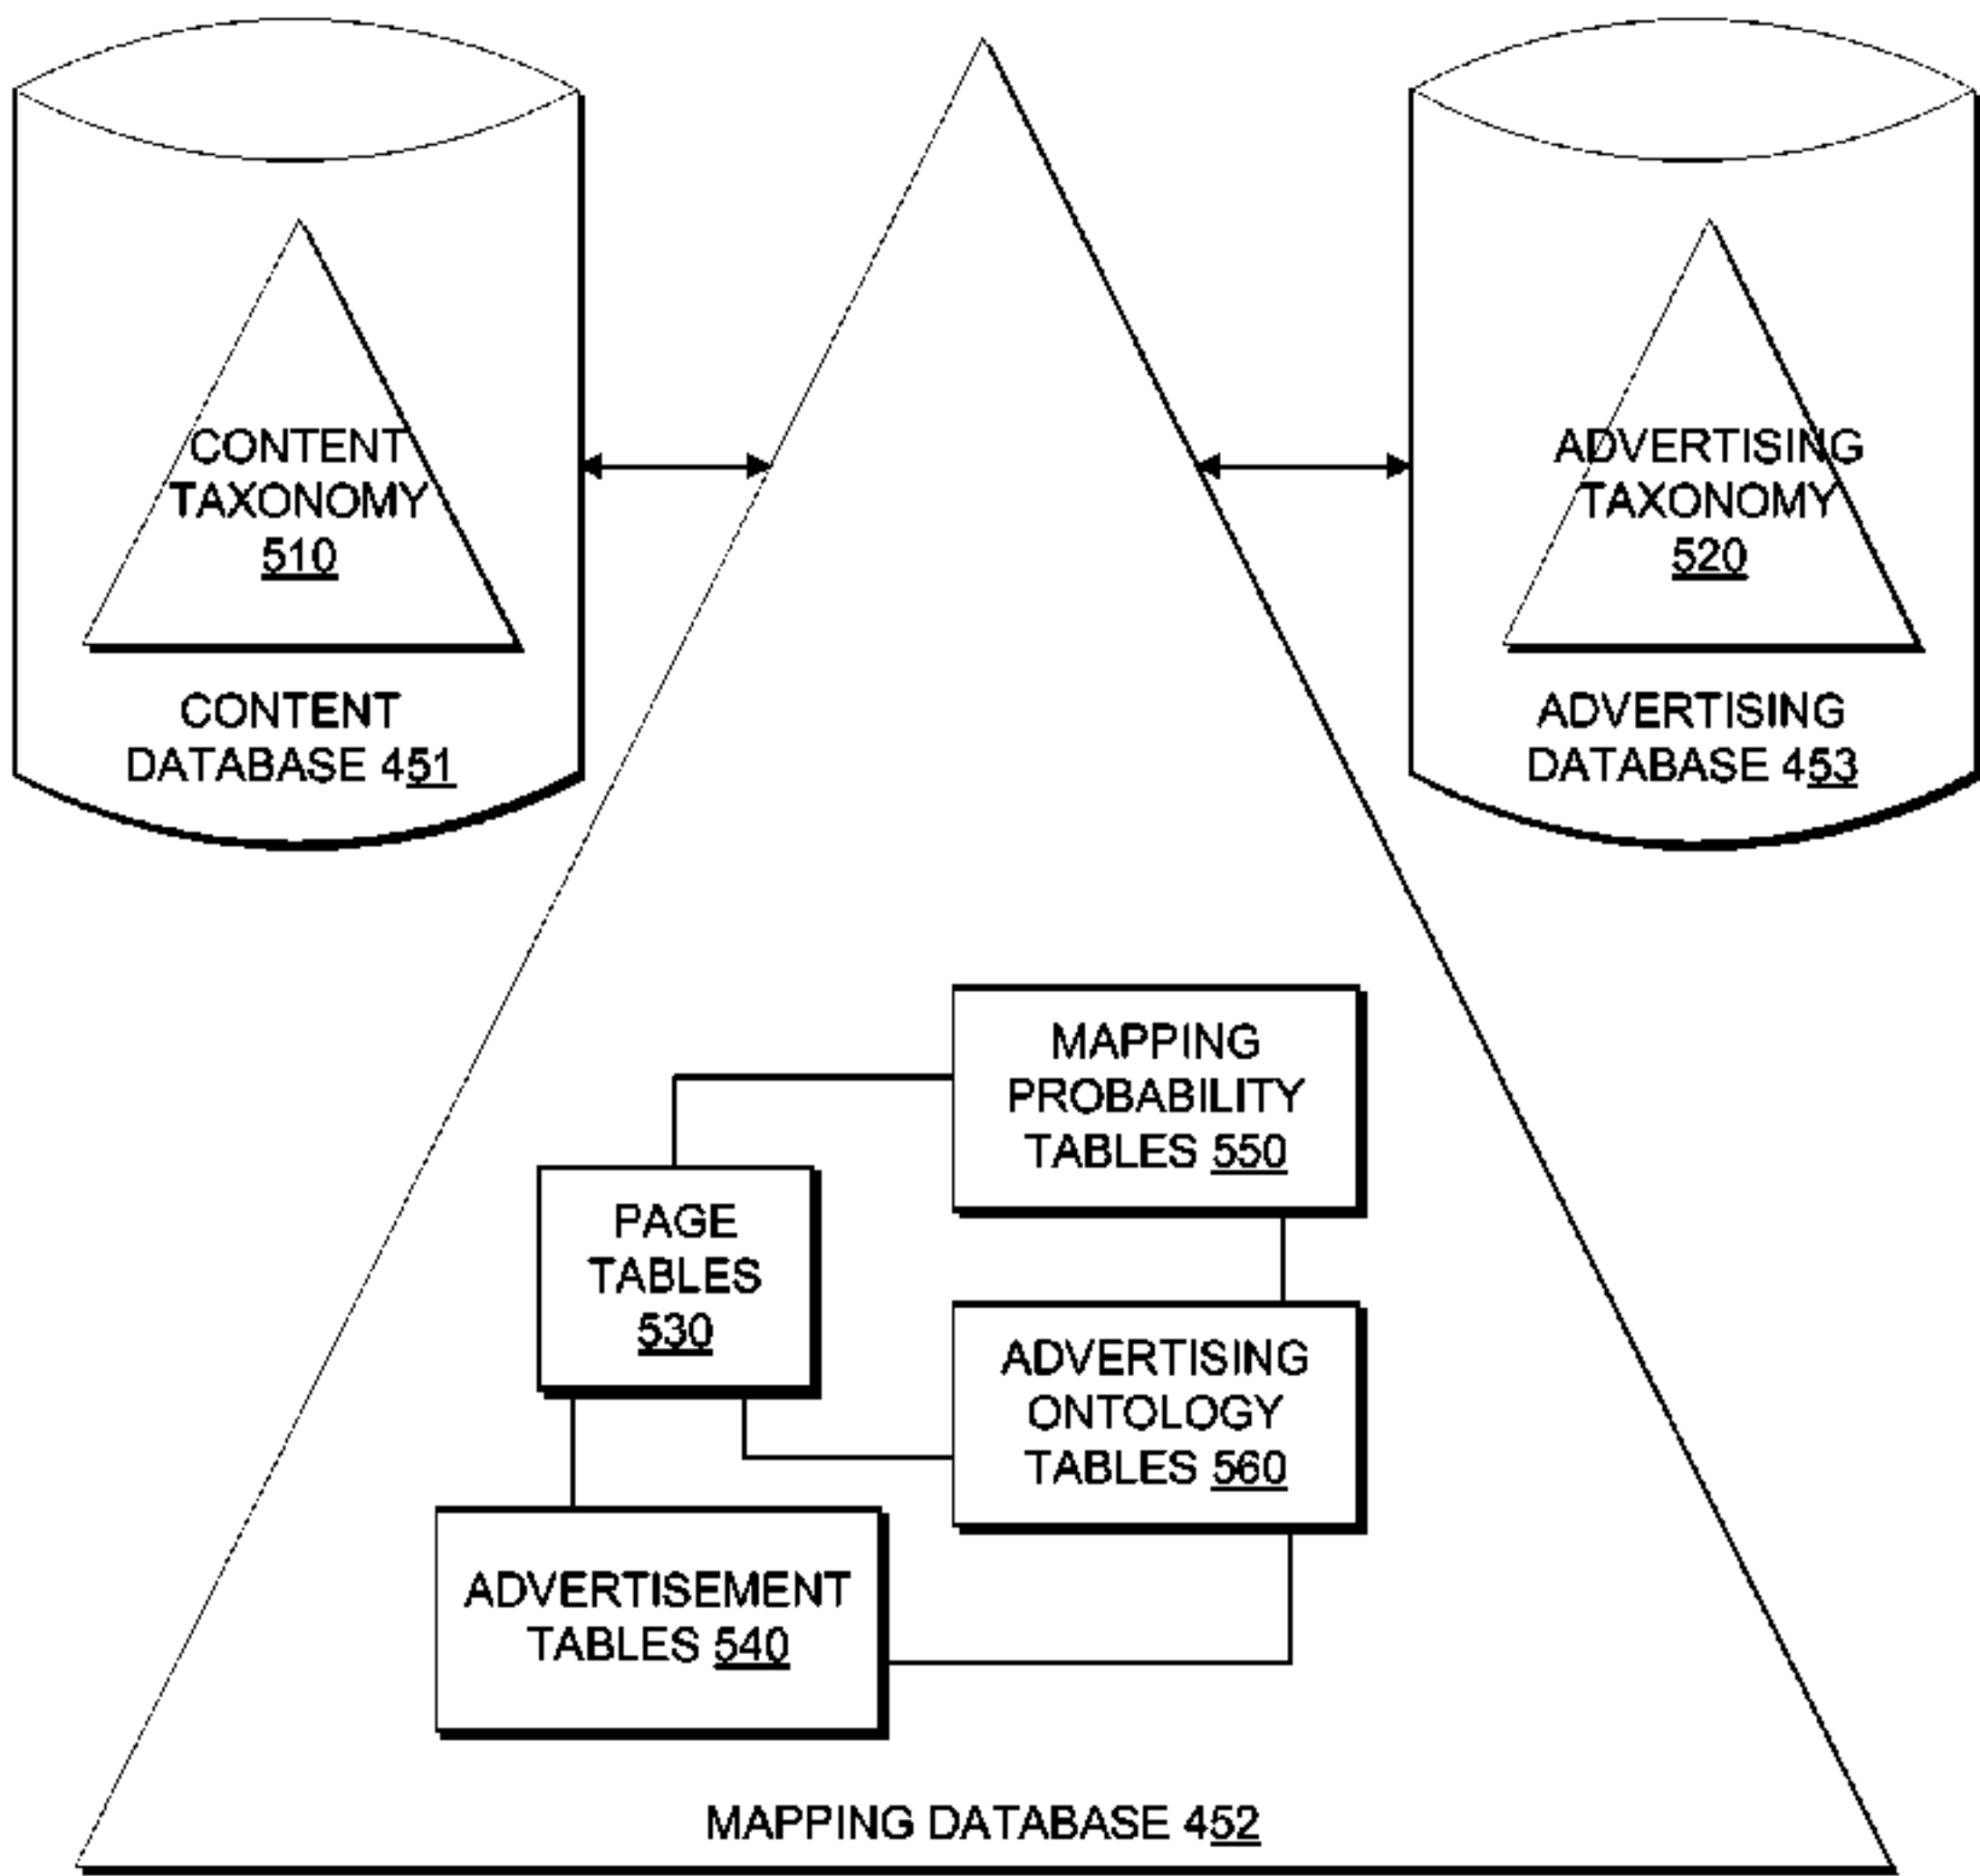 CONTENT
TAXONOMY
510
CONTENT
DATABASE 451
ADVERTISING
TAXONOMY
520
ADVERTISING
DATABASE 453
MAPPING
PROBABILITY
TABLES 550
PAGE
TABLES
530
ADVERTISING
ONTOLOGY
TABLES 560
ADVERTISEMENT
TABLES 540
MAPPING DATABASE 452